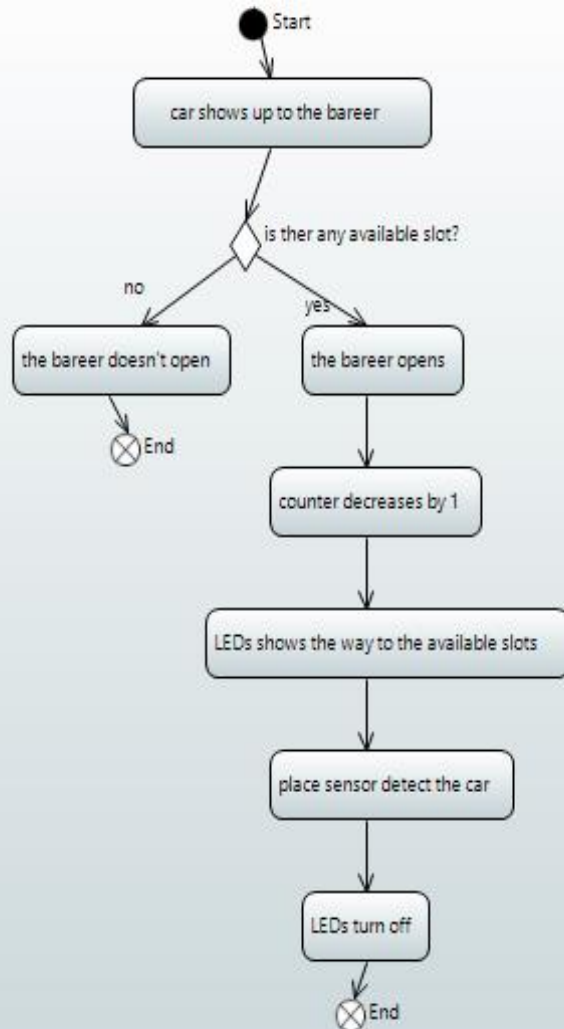 Start
car shows up to the bareer
is ther any available slot?
no
yes
the bareer doesn't open
the bareer opens
End
counter decreases by 1
LEDs shows the way to the available slots
place sensor detect the car
LEDs turn off
End